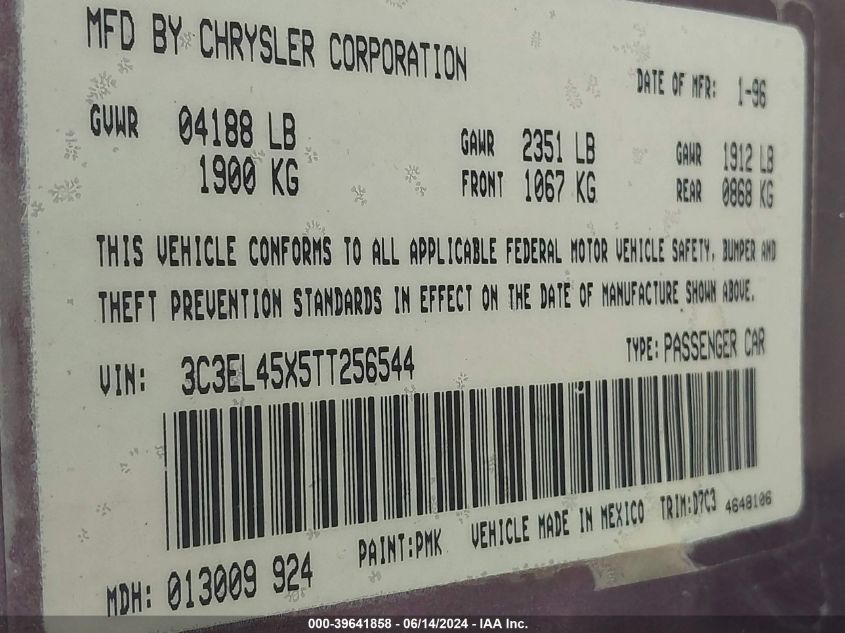 MFD BY CHRYSLER CORPORATION
DATE OF MFR: 1-96
GVWR 04188 LB
1900 KG
GAWR 2351 LB
FRONT 1067 KG
GAWR 1912 LB
REAR 0868 KG
THIS VEHICLE CONFORMS TO ALL APPLICABLE FEDERAL MOTOR VEHICLE SAFETY, BUMPER AND
THEFT PREVENTION STANDARDS IN EFFECT ON THE DATE OF MANUFACTURE SHOWN ABOVE.
VIN: 3C3EL45X5TT256544
TYPE: PASSENGER CAR
MDH: 013009 924
PAINT:PMK
VEHICLE MADE IN MEXICO
TRIM:D7C3
4648106
000-39641858 - 06/14/2024 - IAA Inc.